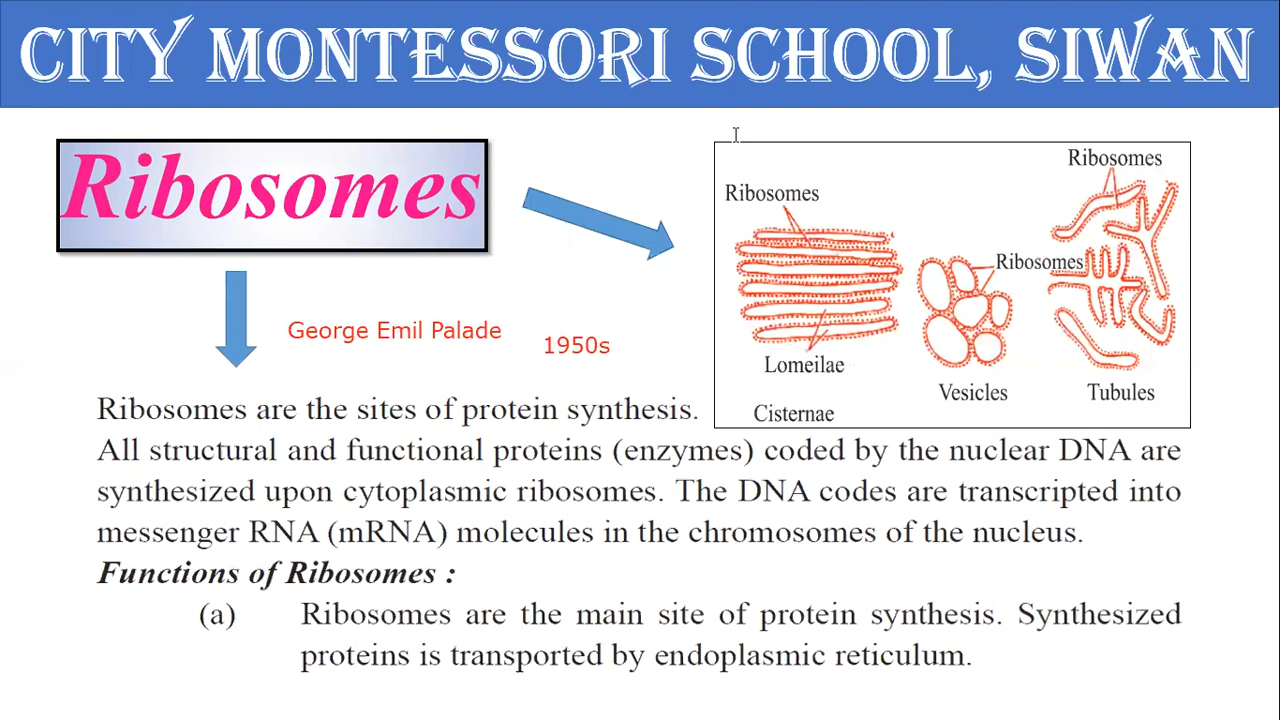 CITY MONTESSORI SCHOOL, SIWAN
Ribosomes
George Emil Palade
1950s
Ribosomes
Ribosomes
Ribosomes
Lomeilae
Vesicles
Tubules
Cisternae
Ribosomes are the sites of protein synthesis.
All structural and functional proteins (enzymes) coded by the nuclear DNA are
synthesized upon cytoplasmic ribosomes. The DNA codes are transcripted into
messenger RNA (mRNA) molecules in the chromosomes of the nucleus.
Functions of Ribosomes :
(a) Ribosomes are the main site of protein synthesis. Synthesized
proteins is transported by endoplasmic reticulum.